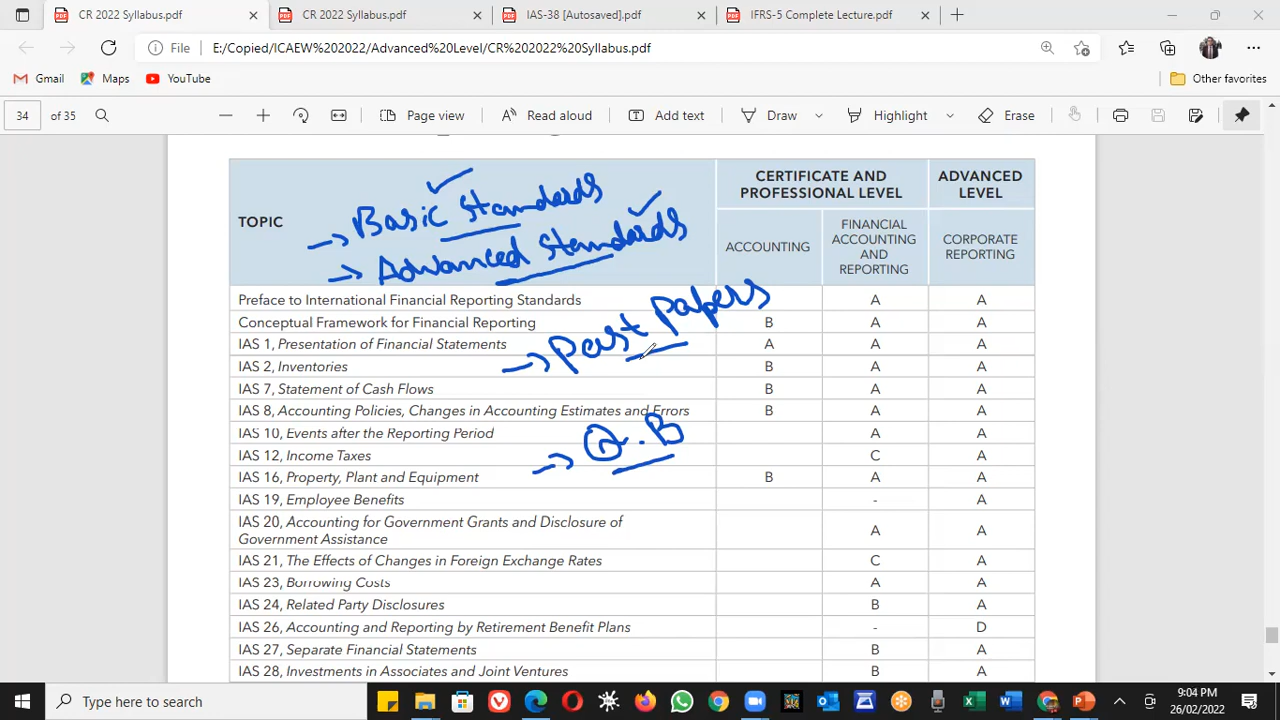 CR 2022 Syllabus.pdf
CR 2022 Syllabus.pdf
IAS-38 [Autosaved].pdf
IFRS-5 Complete Lecture.pdf
File
E:/Copied/ICAEW%202022/Advanced%20Level/CR%202022%20Syllabus.pdf
Gmail
Maps
YouTube
Other favorites
34
of 35
Page view
Read aloud
Add text
Draw
Highlight
Erase
CERTIFICATE AND PROFESSIONAL LEVEL
ADVANCED LEVEL
TOPIC
Basic Standards
Advanced Standards
ACCOUNTING
FINANCIAL ACCOUNTING AND REPORTING
CORPORATE REPORTING
Preface to International Financial Reporting Standards A A
Past Papers
Conceptual Framework for Financial Reporting B A A
IAS 1, Presentation of Financial Statements A A A
IAS 2, Inventories B A A
IAS 7, Statement of Cash Flows B A A
IAS 8, Accounting Policies, Changes in Accounting Estimates and Errors B A A
Q.B
IAS 10, Events after the Reporting Period A A
IAS 12, Income Taxes C A
IAS 16, Property, Plant and Equipment B A A
IAS 19, Employee Benefits - A
IAS 20, Accounting for Government Grants and Disclosure of
Government Assistance A A
IAS 21, The Effects of Changes in Foreign Exchange Rates C A
IAS 23, Borrowing Costs A A
IAS 24, Related Party Disclosures B A
IAS 26, Accounting and Reporting by Retirement Benefit Plans - D
IAS 27, Separate Financial Statements B A
IAS 28, Investments in Associates and Joint Ventures B A
Type here to search
9:04 PM
26/02/2022